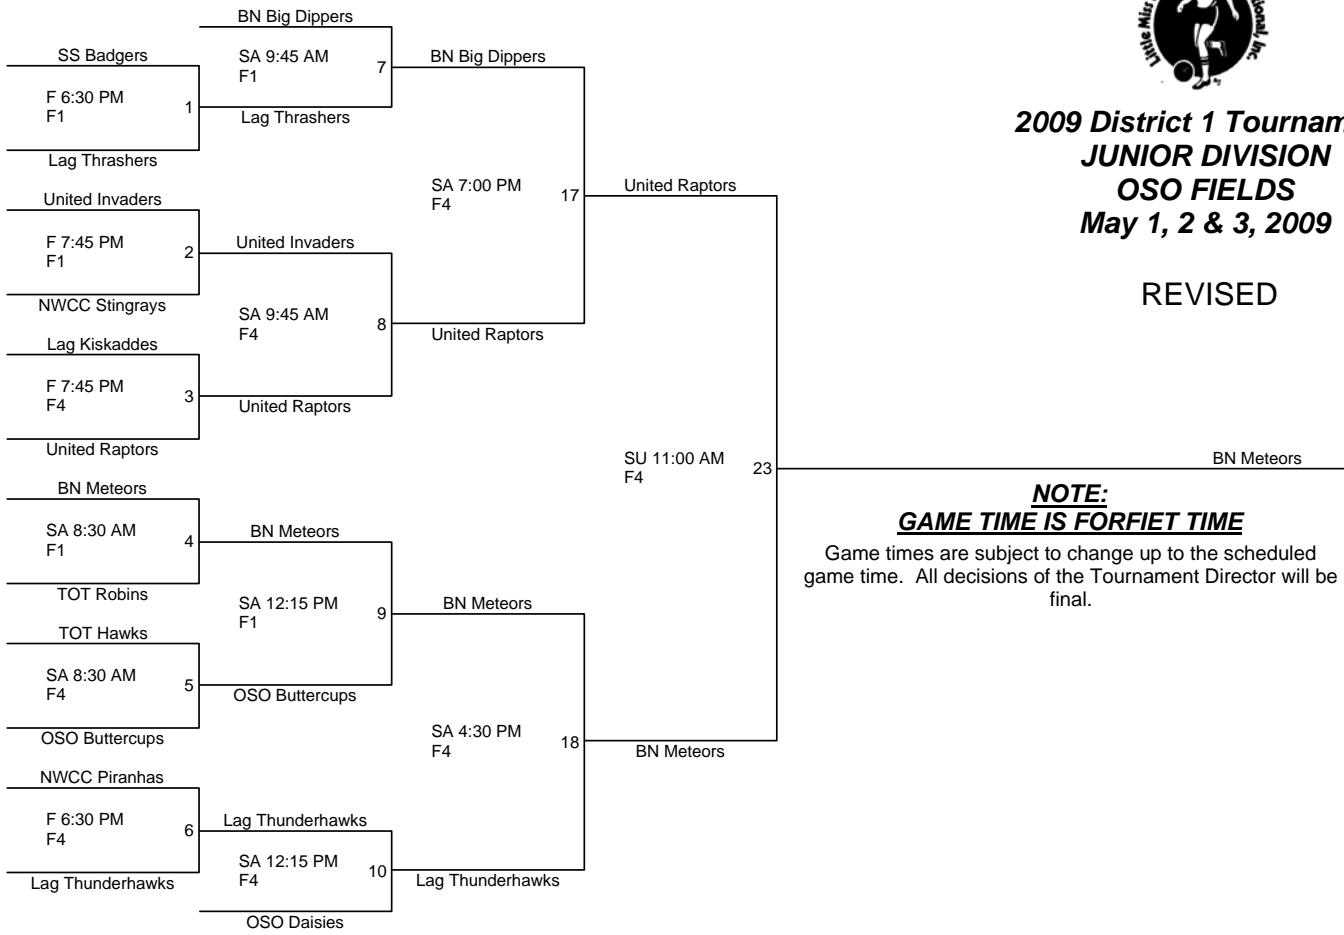 BN Big Dippers
SS Badgers
SA 9:45 AM
F1
7
BN Big Dippers
F 6:30 PM
F1
1
Lag Thrashers
Lag Thrashers
United Invaders
SA 7:00 PM
F4
17
United Raptors
F 7:45 PM
F1
2
United Invaders
NWCC Stingrays
SA 9:45 AM
F4
8
United Raptors
Lag Kiskaddes
F 7:45 PM
F4
3
United Raptors
United Raptors
SU 11:00 AM
F4
23
BN Meteors
BN Meteors
SA 8:30 AM
F1
4
BN Meteors
TOT Robins
SA 12:15 PM
F1
9
BN Meteors
TOT Hawks
SA 8:30 AM
F4
5
OSO Buttercups
OSO Buttercups
SA 4:30 PM
F4
18
BN Meteors
NWCC Piranhas
F 6:30 PM
F4
6
Lag Thunderhawks
Lag Thunderhawks
SA 12:15 PM
F4
10
Lag Thunderhawks
OSO Daisies
Little Miss
ional, Inc.
2009 District 1 Tournam
JUNIOR DIVISION
OSO FIELDS
May 1, 2 & 3, 2009
REVISED
NOTE:
GAME TIME IS FORFIET TIME
Game times are subject to change up to the scheduled
game time. All decisions of the Tournament Director will be
final.